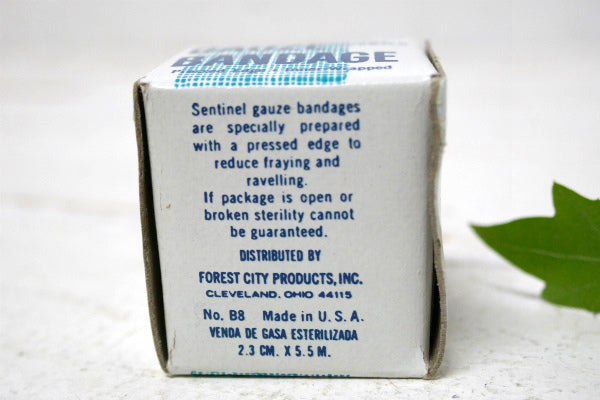 BANDAGE
Sentinel gauze bandages
are specially prepared
with a pressed edge to
reduce fraying and
ravelling.
If package is open or
broken sterility cannot
be guaranteed.
DISTRIBUTED BY
FOREST CITY PRODUCTS, INC.
CLEVELAND, OHIO 44115
No. B8 Made in U. S. A.
VENDA DE GASA ESTERILIZADA
2.3 CM. X 5.5 M.